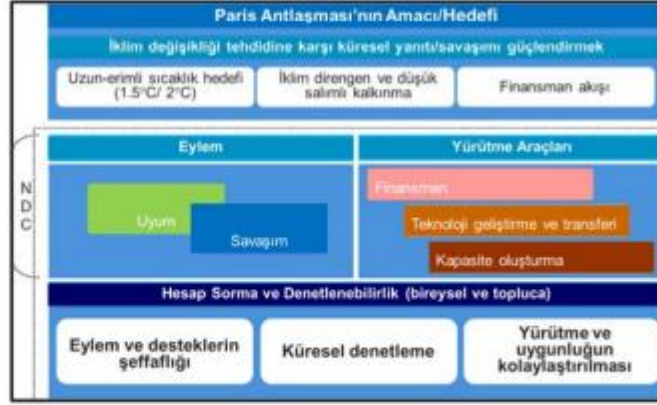 Paris Antlaşması'nın Amacı/Hedefi
İklim değişikliği tehdidine karşı küresel yanıtı/savaşımı güçlendirmek
Uzun-erimli sıcaklık hedefi
(1.5°C/ 2°C)
İklim direngen ve düşük
salımlı kalkınma
Finansman akışı
NDC
Eylem
Uyum
Savaşım
Yürütme Araçları
Finansman
Teknoloji geliştirme ve transferi
Kapasite oluşturma
Hesap Sorma ve Denetlenebilirlik (bireysel ve topluca)
Eylem ve desteklerin
şeffaflığı
Küresel denetleme
Yürütme ve
uygunluğun
kolaylaştırılması